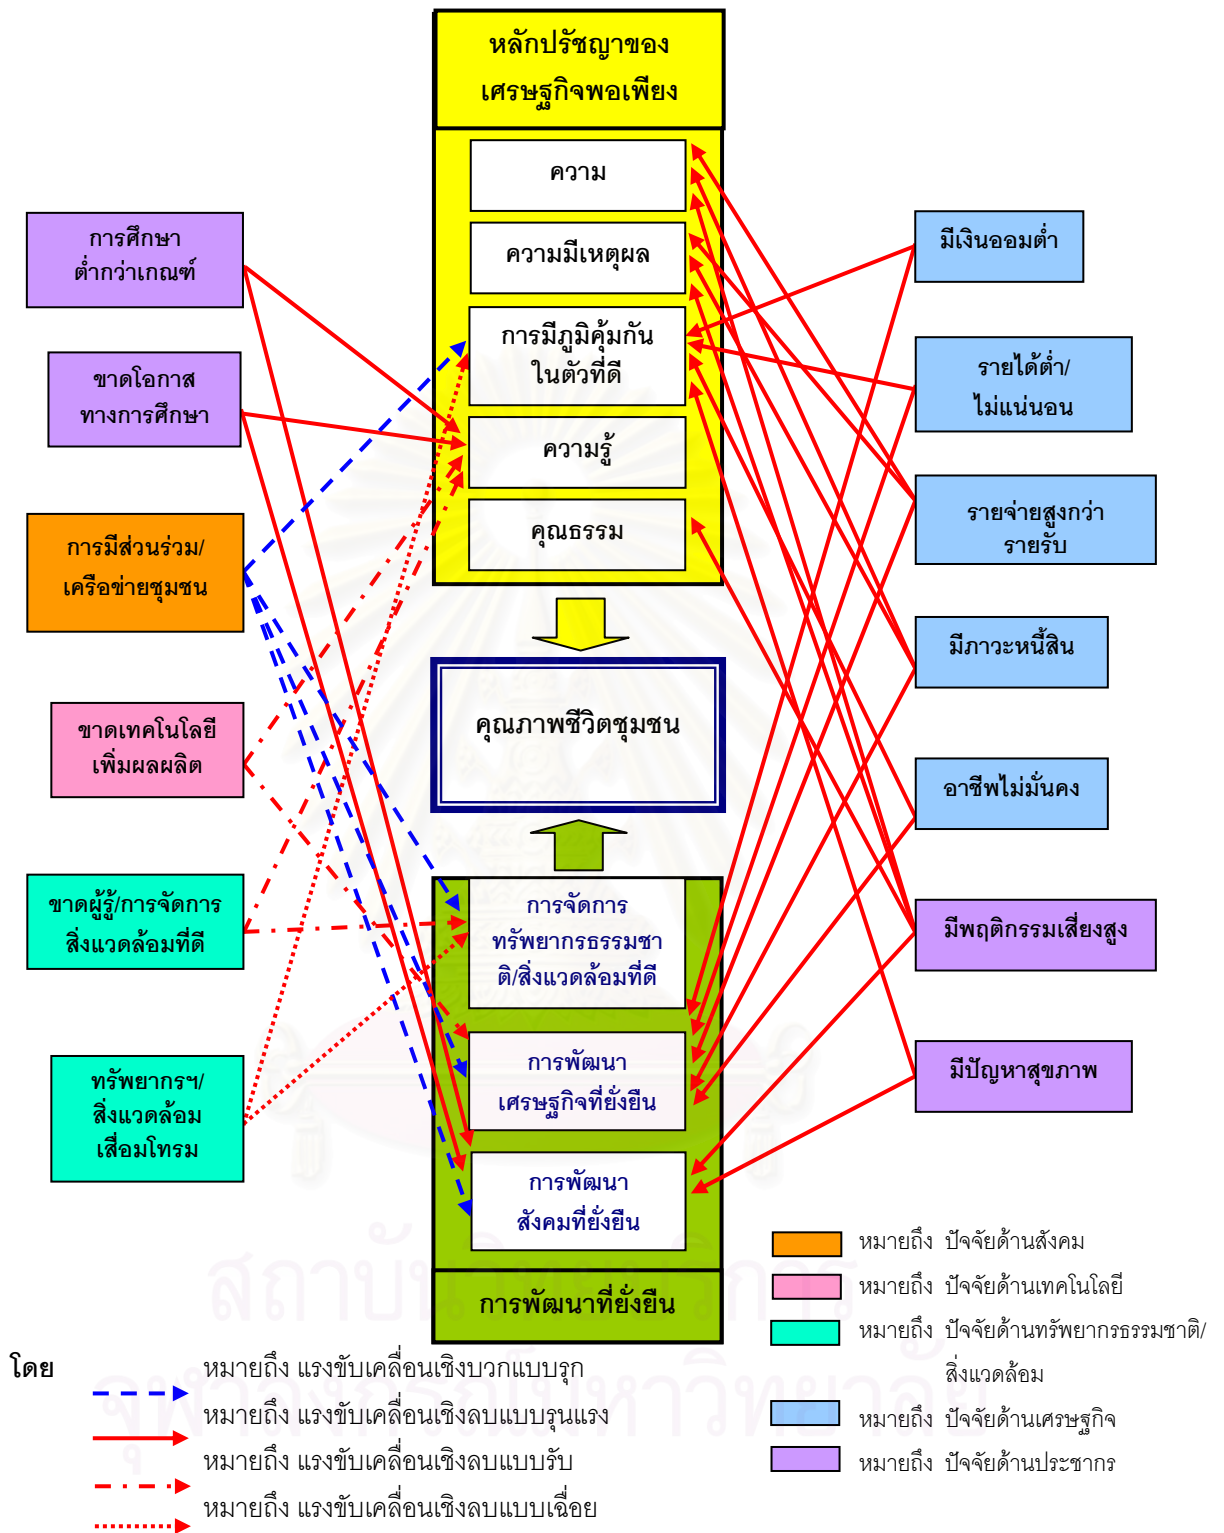 หลักปรัชญาของ
เศรษฐกิจพอเพียง
ความ
ความมีเหตุผล
การมีภูมิคุ้มกัน
ในตัวที่ดี
ความรู้
คุณธรรม
การศึกษา
ต่ำกว่าเกณฑ์
ขาดโอกาส
ทางการศึกษา
การมีส่วนร่วม/
เครือข่ายชุมชน
ขาดเทคโนโลยี
เพิ่มผลผลิต
ขาดผู้รู้/การจัดการ
สิ่งแวดล้อมที่ดี
ทรัพยากรฯ/
สิ่งแวดล้อม
เสื่อมโทรม
คุณภาพชีวิตชุมชน
มีเงินออมต่ำ
รายได้ต่ำ/
ไม่แน่นอน
รายจ่ายสูงกว่า
รายรับ
มีภาวะหนี้สิน
อาชีพไม่มั่นคง
มีพฤติกรรมเสี่ยงสูง
มีปัญหาสุขภาพ
การจัดการ
ทรัพยากรธรรมชา
ติ/สิ่งแวดล้อมที่ดี
การพัฒนา
เศรษฐกิจที่ยั่งยืน
การพัฒนา
สังคมที่ยั่งยืน
การพัฒนาที่ยั่งยืน
สถาบันวิทยบริการ
จุฬาลงกรณ์มหาวิทยาลัย
โดย
หมายถึง แรงขับเคลื่อนเชิงบวกแบบรุก
หมายถึง แรงขับเคลื่อนเชิงลบแบบรุนแรง
หมายถึง แรงขับเคลื่อนเชิงลบแบบรับ
หมายถึง แรงขับเคลื่อนเชิงลบแบบเฉื่อย
หมายถึง ปัจจัยด้านสังคม
หมายถึง ปัจจัยด้านเทคโนโลยี
หมายถึง ปัจจัยด้านทรัพยากรธรรมชาติ/
สิ่งแวดล้อม
หมายถึง ปัจจัยด้านเศรษฐกิจ
หมายถึง ปัจจัยด้านประชากร